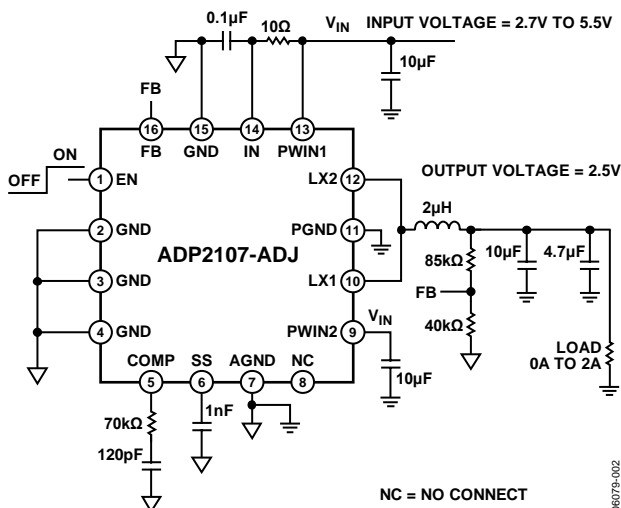 0.1µF
10Ω
VIN
INPUT VOLTAGE = 2.7V TO 5.5V
10µF
FB
16
15
14
13
FB
GND
IN
PWIN1
ON
OFF
1
EN
LX2
12
OUTPUT VOLTAGE = 2.5V
2µH
2
GND
PGND
11
ADP2107-ADJ
85kΩ
10µF
4.7µF
3
GND
LX1
10
FB
4
GND
PWIN2
9
VIN
40kΩ
LOAD
0A TO 2A
COMP
SS
AGND
NC
5
6
7
8
10µF
70kΩ
1nF
120pF
NC = NO CONNECT
06079-002